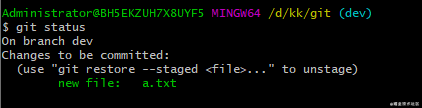 Administrator@BH5EKZUH7X8UYF5 MINGW64 /d/kk/git (dev)
$ git status
On branch dev
Changes to be committed:
  (use "git restore --staged <file>..." to unstage)
        new file:   a.txt
@稀土掘金技术社区